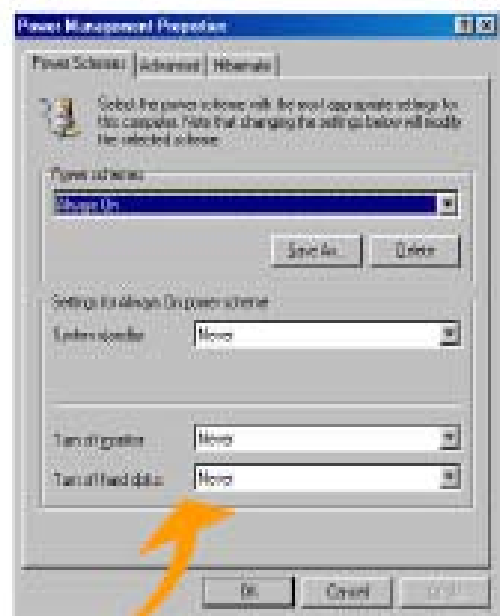 Power Management Properties
Power Schemes Advanced Hibernate
Select the power scheme with the most appropriate settings for
this computer. Note that changing the settings below will modify
the selected scheme.
Power schemes
Always On
Save As...
Delete
Settings for Always On power scheme
System standby: Never
Turn off monitor: Never
Turn off hard disks: Never
OK Cancel Apply